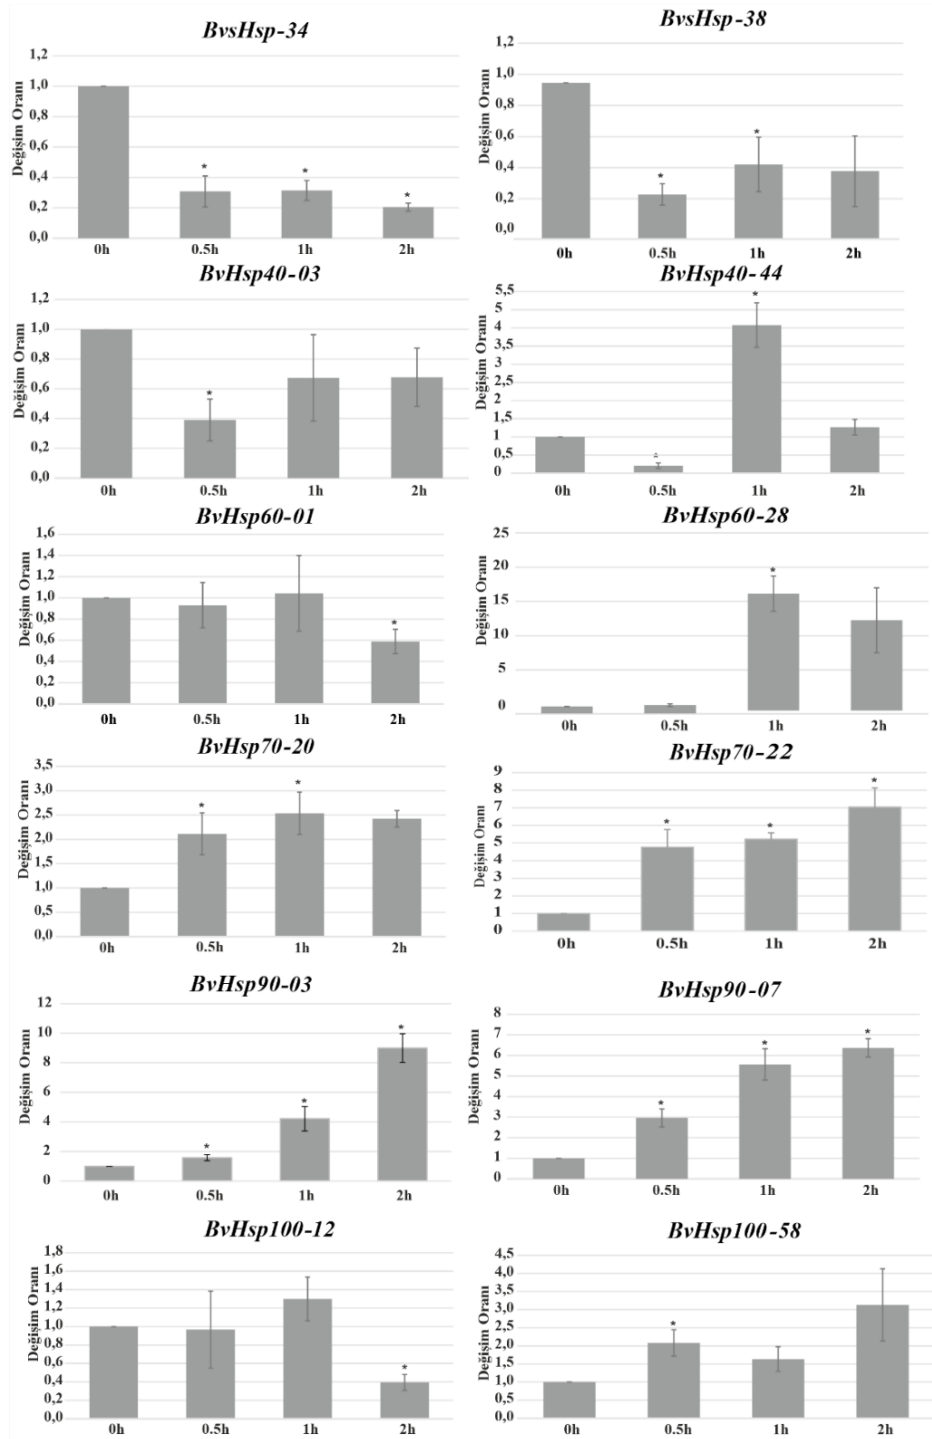 BvsHsp-34
Değişim Oranı
1,2
1,0
0,8
0,6
0,4
0,2
0,0
* * *
0h 0.5h 1h 2h
BvsHsp-38
Değişim Oranı
1,2
1,0
0,8
0,6
0,4
0,2
0,0
* *
0h 0.5h 1h 2h
BvHsp40-03
Değişim Oranı
1,2
1,0
0,8
0,6
0,4
0,2
0,0
*
0h 0.5h 1h 2h
BvHsp40-44
Değişim Oranı
5,5
5
4,5
4
3,5
3
2,5
2
1,5
1
0,5
0
*
0h 0.5h 1h 2h
BvHsp60-01
Değişim Oranı
1,6
1,4
1,2
1,0
0,8
0,6
0,4
0,2
0,0
*
0h 0.5h 1h 2h
BvHsp60-28
Değişim Oranı
25
20
15
10
5
0
*
0h 0.5h 1h 2h
BvHsp70-20
Değişim Oranı
3,5
3,0
2,5
2,0
1,5
1,0
0,5
0,0
* *
0h 0.5h 1h 2h
BvHsp70-22
Değişim Oranı
9
8
7
6
5
4
3
2
1
0
* * *
0h 0.5h 1h 2h
BvHsp90-03
Değişim Oranı
12
10
8
6
4
2
0
* * *
0h 0.5h 1h 2h
BvHsp90-07
Değişim Oranı
8
7
6
5
4
3
2
1
0
* * *
0h 0.5h 1h 2h
BvHsp100-12
Değişim Oranı
1,8
1,6
1,4
1,2
1,0
0,8
0,6
0,4
0,2
0,0
*
0h 0.5h 1h 2h
BvHsp100-58
Değişim Oranı
4,5
4,0
3,5
3,0
2,5
2,0
1,5
1,0
0,5
0,0
*
0h 0.5h 1h 2h